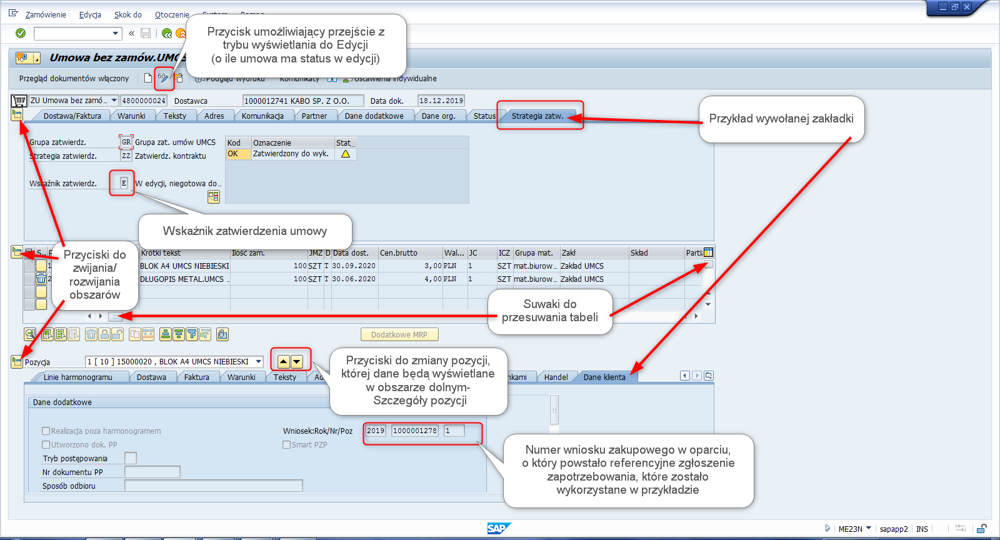 Zamówienie Edycja Skok do Otoczenie
Przycisk umożliwiający przejście z
trybu wyświetlania do Edycji
(o ile umowa ma status w edycji)
Umowa bez zamów.UMCS
Przegląd dokumentów włączony Podgląd wydruku Komunikaty Ustawienia indywidualne
ZU Umowa bez zamó... 4800000024 Dostawca 1000012741 KABO SP. Z O.O. Data dok. 18.12.2019
Dostawa/Faktura Warunki Teksty Adres Komunikacja Partner Dane dodatkowe Dane org. Status Strategia zatw.
Przykład wywołanej zakładki
Grupa zatwierdz. GR Grupa zat. umów UMCS
Kod Oznaczenie Stat...
Strategia zatwierdz. ZZ Zatwierdz. kontraktu
OK Zatwierdzony do wyk.
Wskaźnik zatwierdz. E W edycji, niegotowa do...
Wskaźnik zatwierdzenia umowy
S.. P Krótki tekst Ilość zam. JMZ D Data dost. Cen.brutto Wal... JC ICZ Grupa mat. Zakł Skład Parti
1 BLOK A4 UMCS NIEBIESKI 100 SZT T 30.09.2020 3,00 PLN 1 SZT mat.biurow... Zakład UMCS
2 DŁUGOPIS METAL.UMCS .. 100 SZT T 30.06.2020 4,00 PLN 1 SZT mat.biurow... Zakład UMCS
Przyciski do
zwijania/
rozwijania
obszarów
Suwaki do
przesuwania tabeli
Dodatkowe MRP
Pozycja 1 [ 10 ] 15000020 , BLOK A4 UMCS NIEBIESKI
Przyciski do zmiany pozycji,
której dane będą wyświetlane
w obszarze dolnym-
Szczegóły pozycji
Linie harmonogramu Dostawa Faktura Warunki Teksty Ad nkami Handel Dane klienta
Dane dodatkowe
Realizacja poza harmonogramem Wniosek:Rok/Nr/Poz 2019 1000001278 1
Utworzono dok. PP Smart PZP
Tryb postępowania
Nr dokumentu PP
Sposób odbioru
Numer wniosku zakupowego w oparciu,
o który powstało referencyjne zgłoszenie
zapotrzebowania, które zostało
wykorzystane w przykładzie
SAP
ME23N sapapp2 INS